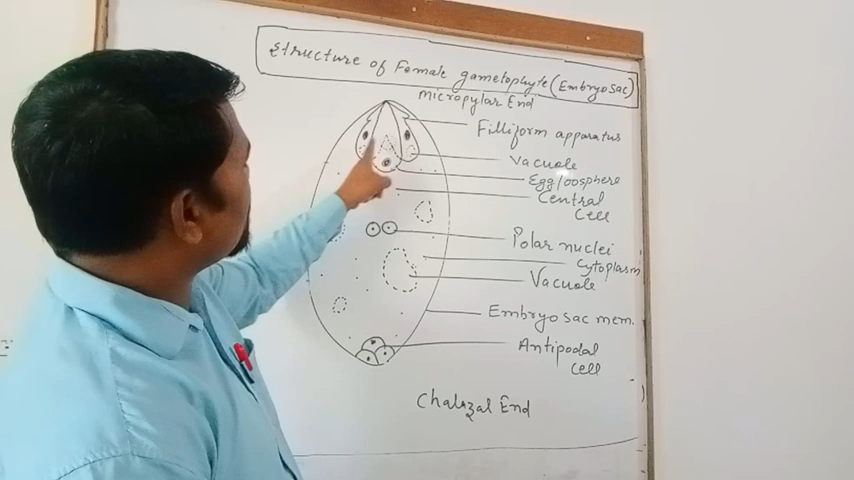 Structure of Female gametophyte (Embryo sac)
Micropylar End
Filliform apparatus
Vacuole
Egg/oosphere
Central
Cell
Polar nuclei
Cytoplasm
Vacuole
Embryo sac mem.
Antipodal
Cell
Chalazal End